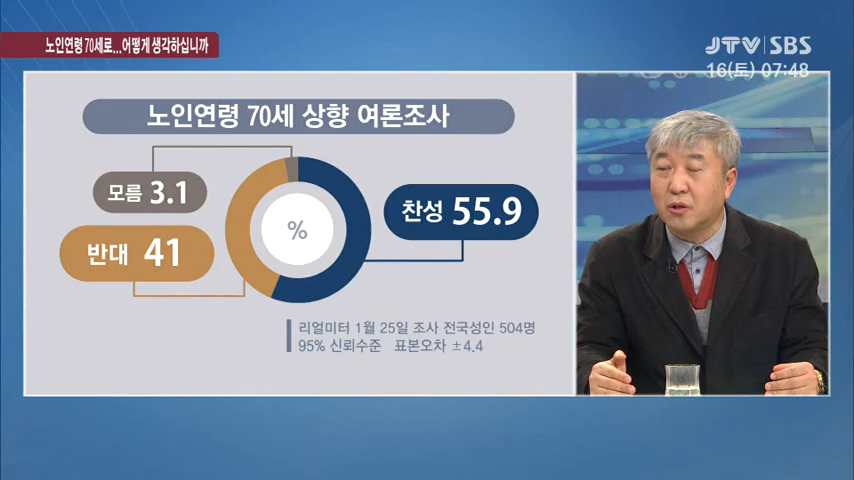 노인연령 70세로...어떻게 생각하십니까
JTV SBS
16(토) 07:48
노인연령 70세 상향 여론조사
모름 3.1
찬성 55.9
반대 41
%
리얼미터 1월 25일 조사 전국성인 504명
95% 신뢰수준 표본오차 ±4.4